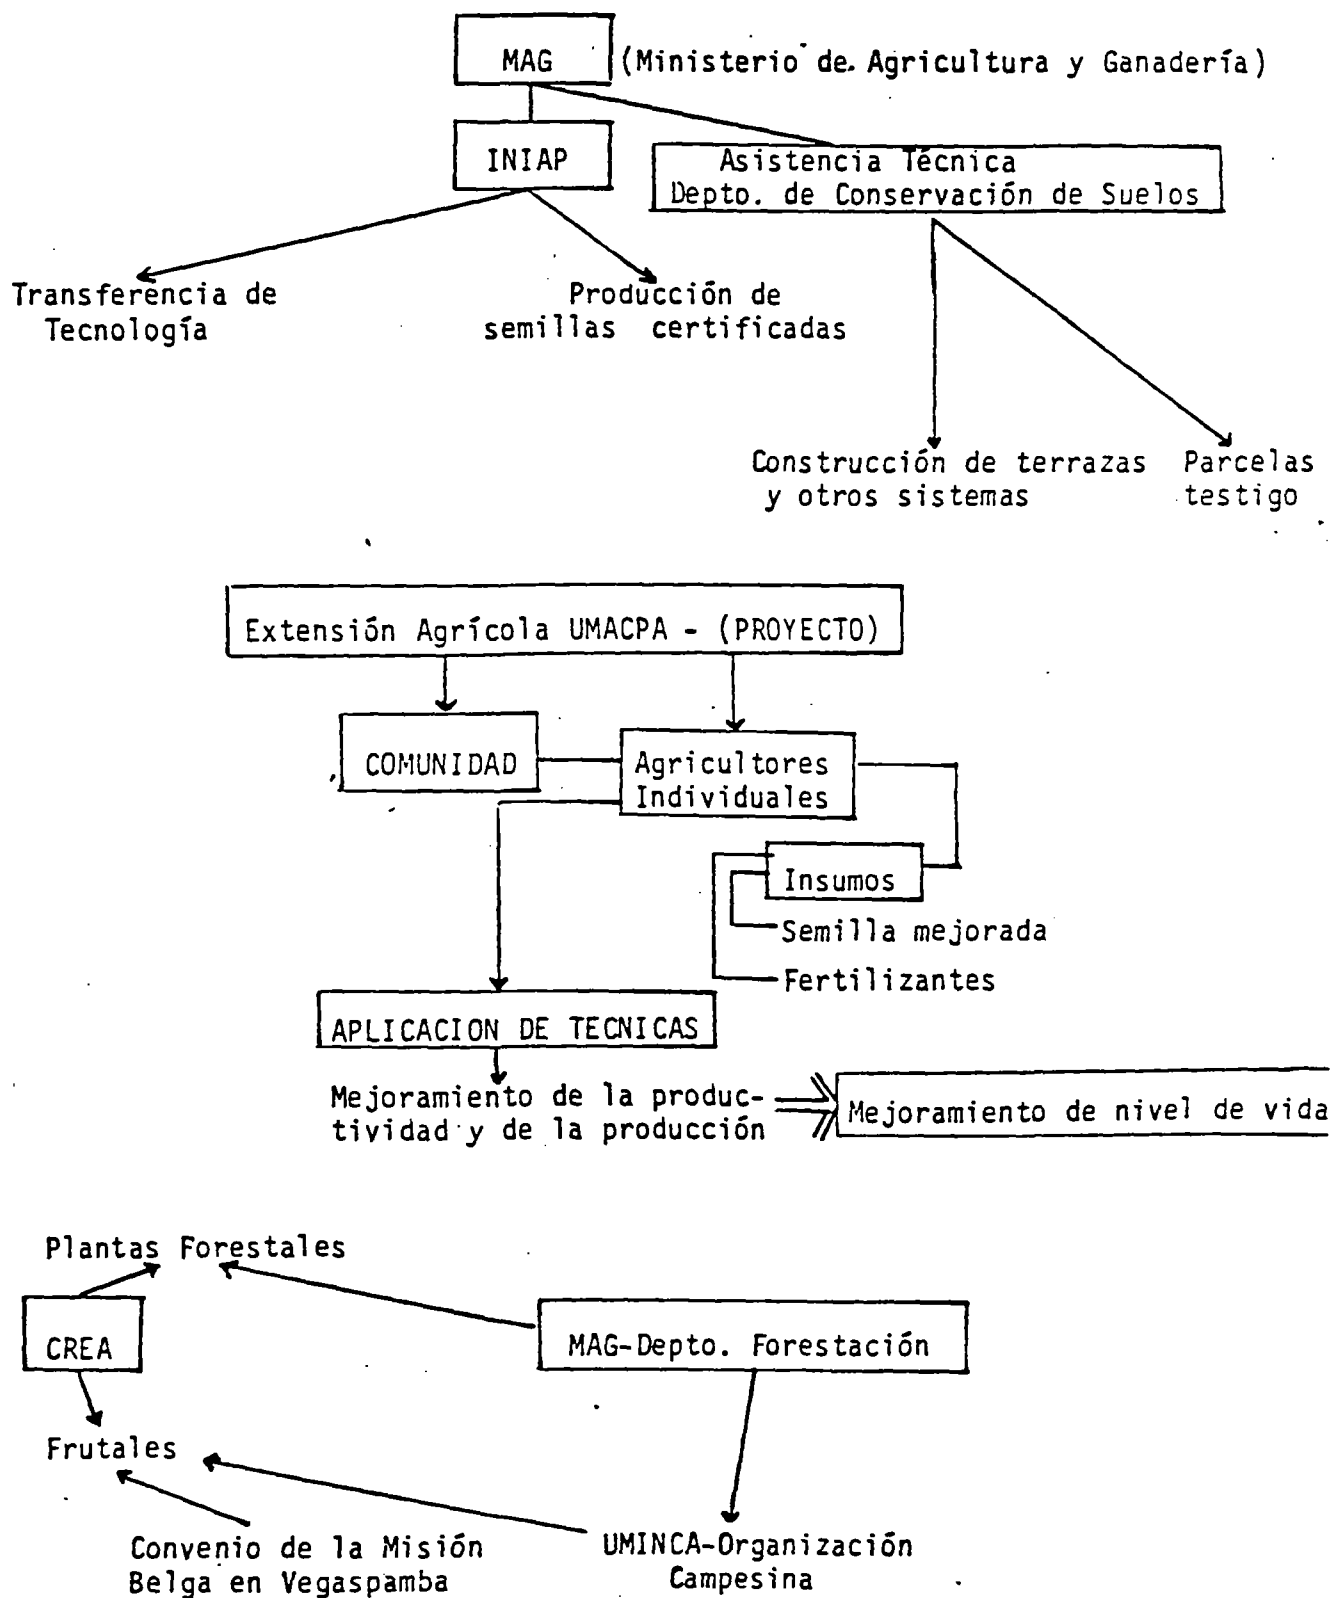 MAG (Ministerio de Agricultura y Ganadería)
INIAP
Asistencia Técnica
Depto. de Conservación de Suelos
Transferencia de
Tecnología
Producción de
semillas certificadas
Construcción de terrazas
y otros sistemas
Parcelas
testigo
Extensión Agrícola UMACPA - (PROYECTO)
COMUNIDAD
Agricultores
Individuales
Insumos
Semilla mejorada
Fertilizantes
APLICACION DE TECNICAS
Mejoramiento de la produc-
tividad y de la producción
Mejoramiento de nivel de vida
Plantas Forestales
CREA
MAG-Depto. Forestación
Frutales
Convenio de la Misión
Belga en Vegaspamba
UMINCA-Organización
Campesina